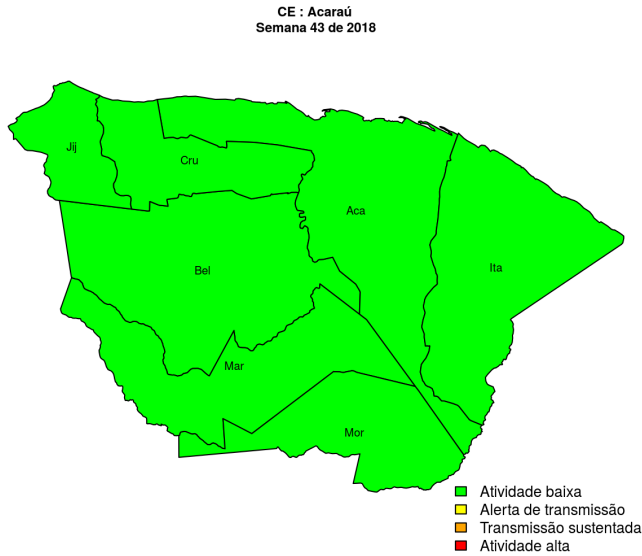 CE : Acaraú
Semana 43 de 2018
Jij
Cru
Aca
Bel
Ita
Mar
Mor
Atividade baixa
Alerta de transmissão
Transmissão sustentada
Atividade alta